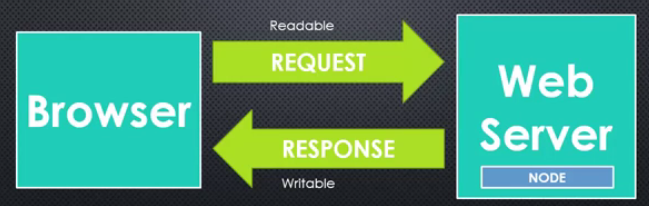 Readable
REQUEST
Browser
Web
Server
RESPONSE
NODE
Writable